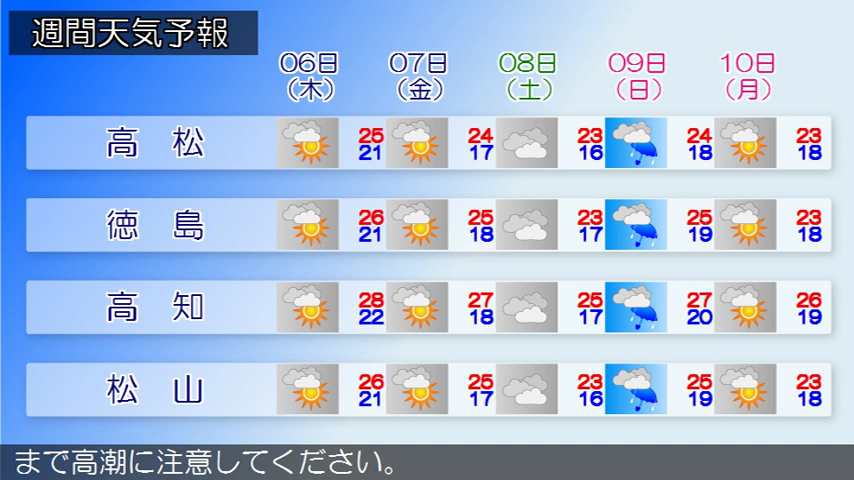 週間天気予報
06日 07日 08日 09日 10日
(木) (金) (土) (日) (月)
高松 25 21 24 17 23 16 24 18 23 18
徳島 26 21 25 18 23 17 25 19 23 18
高知 28 22 27 18 25 17 27 20 26 19
松山 26 21 25 17 23 16 25 19 23 18
まで高潮に注意してください。